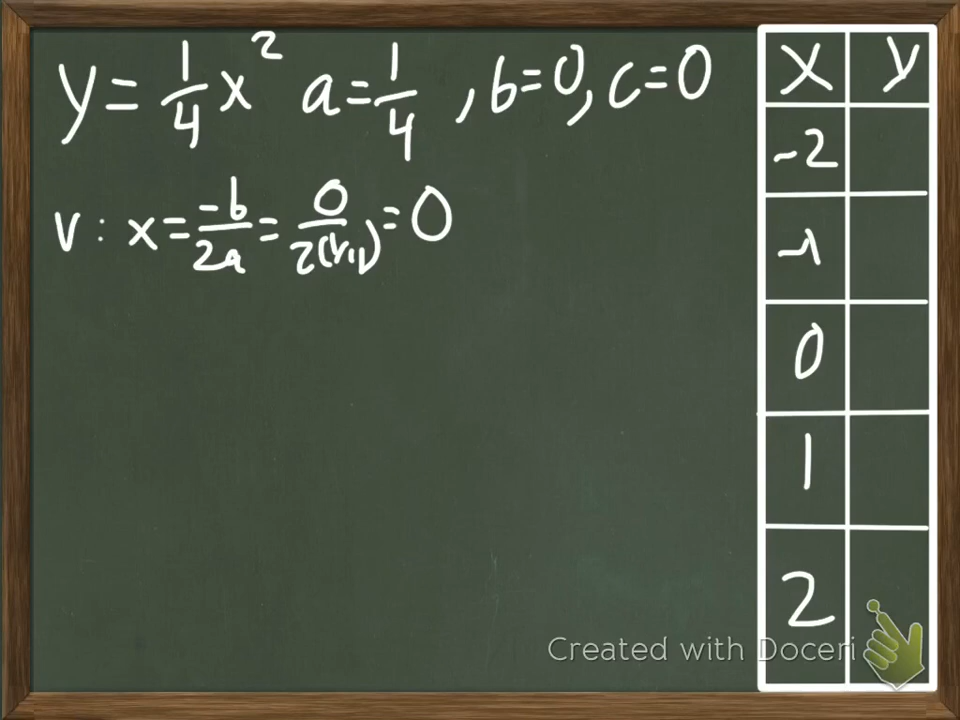 y = 1/4 x² a = 1/4 , b = 0, c = 0
v : x = -b/2a = 0/2(1/4) = 0
x y
-2
-1
0
1
2
Created with Doceri